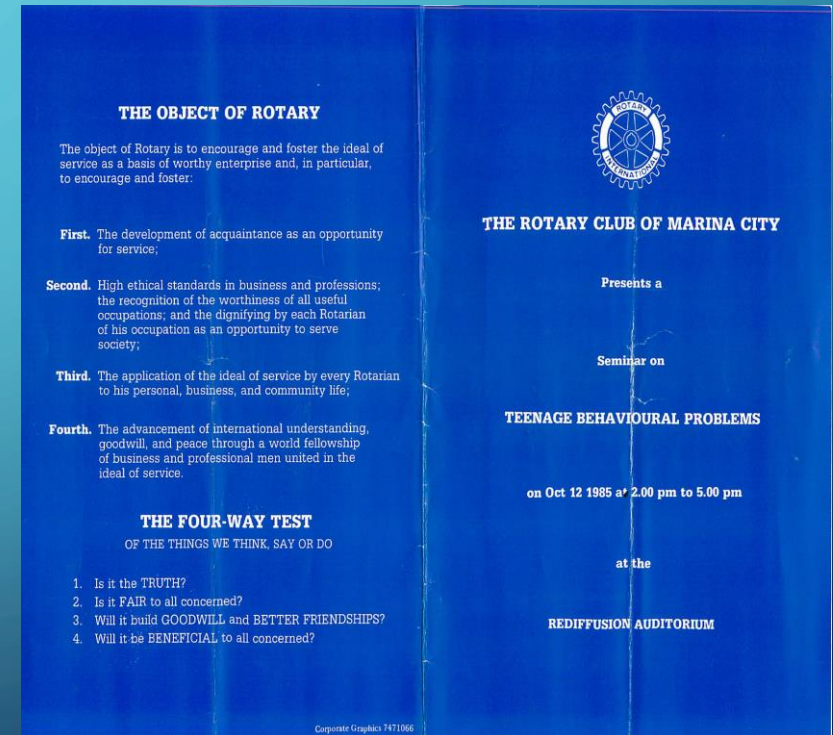 THE OBJECT OF ROTARY
The object of Rotary is to encourage and foster the ideal of
service as a basis of worthy enterprise and, in particular,
to encourage and foster:
First. The development of acquaintance as an opportunity
for service;
Second. High ethical standards in business and professions;
the recognition of the worthiness of all useful
occupations; and the dignifying by each Rotarian
of his occupation as an opportunity to serve
society;
Third. The application of the ideal of service by every Rotarian
to his personal, business, and community life;
Fourth. The advancement of international understanding,
goodwill, and peace through a world fellowship
of business and professional men united in the
ideal of service.
THE FOUR-WAY TEST
OF THE THINGS WE THINK, SAY OR DO
1. Is it the TRUTH?
2. Is it FAIR to all concerned?
3. Will it build GOODWILL and BETTER FRIENDSHIPS?
4. Will it be BENEFICIAL to all concerned?
Corporate Graphics 7471066
ROTARY
INTERNATIONAL
THE ROTARY CLUB OF MARINA CITY
Presents a
Seminar on
TEENAGE BEHAVIOURAL PROBLEMS
on Oct 12 1985 at 2.00 pm to 5.00 pm
at the
REDIFFUSION AUDITORIUM